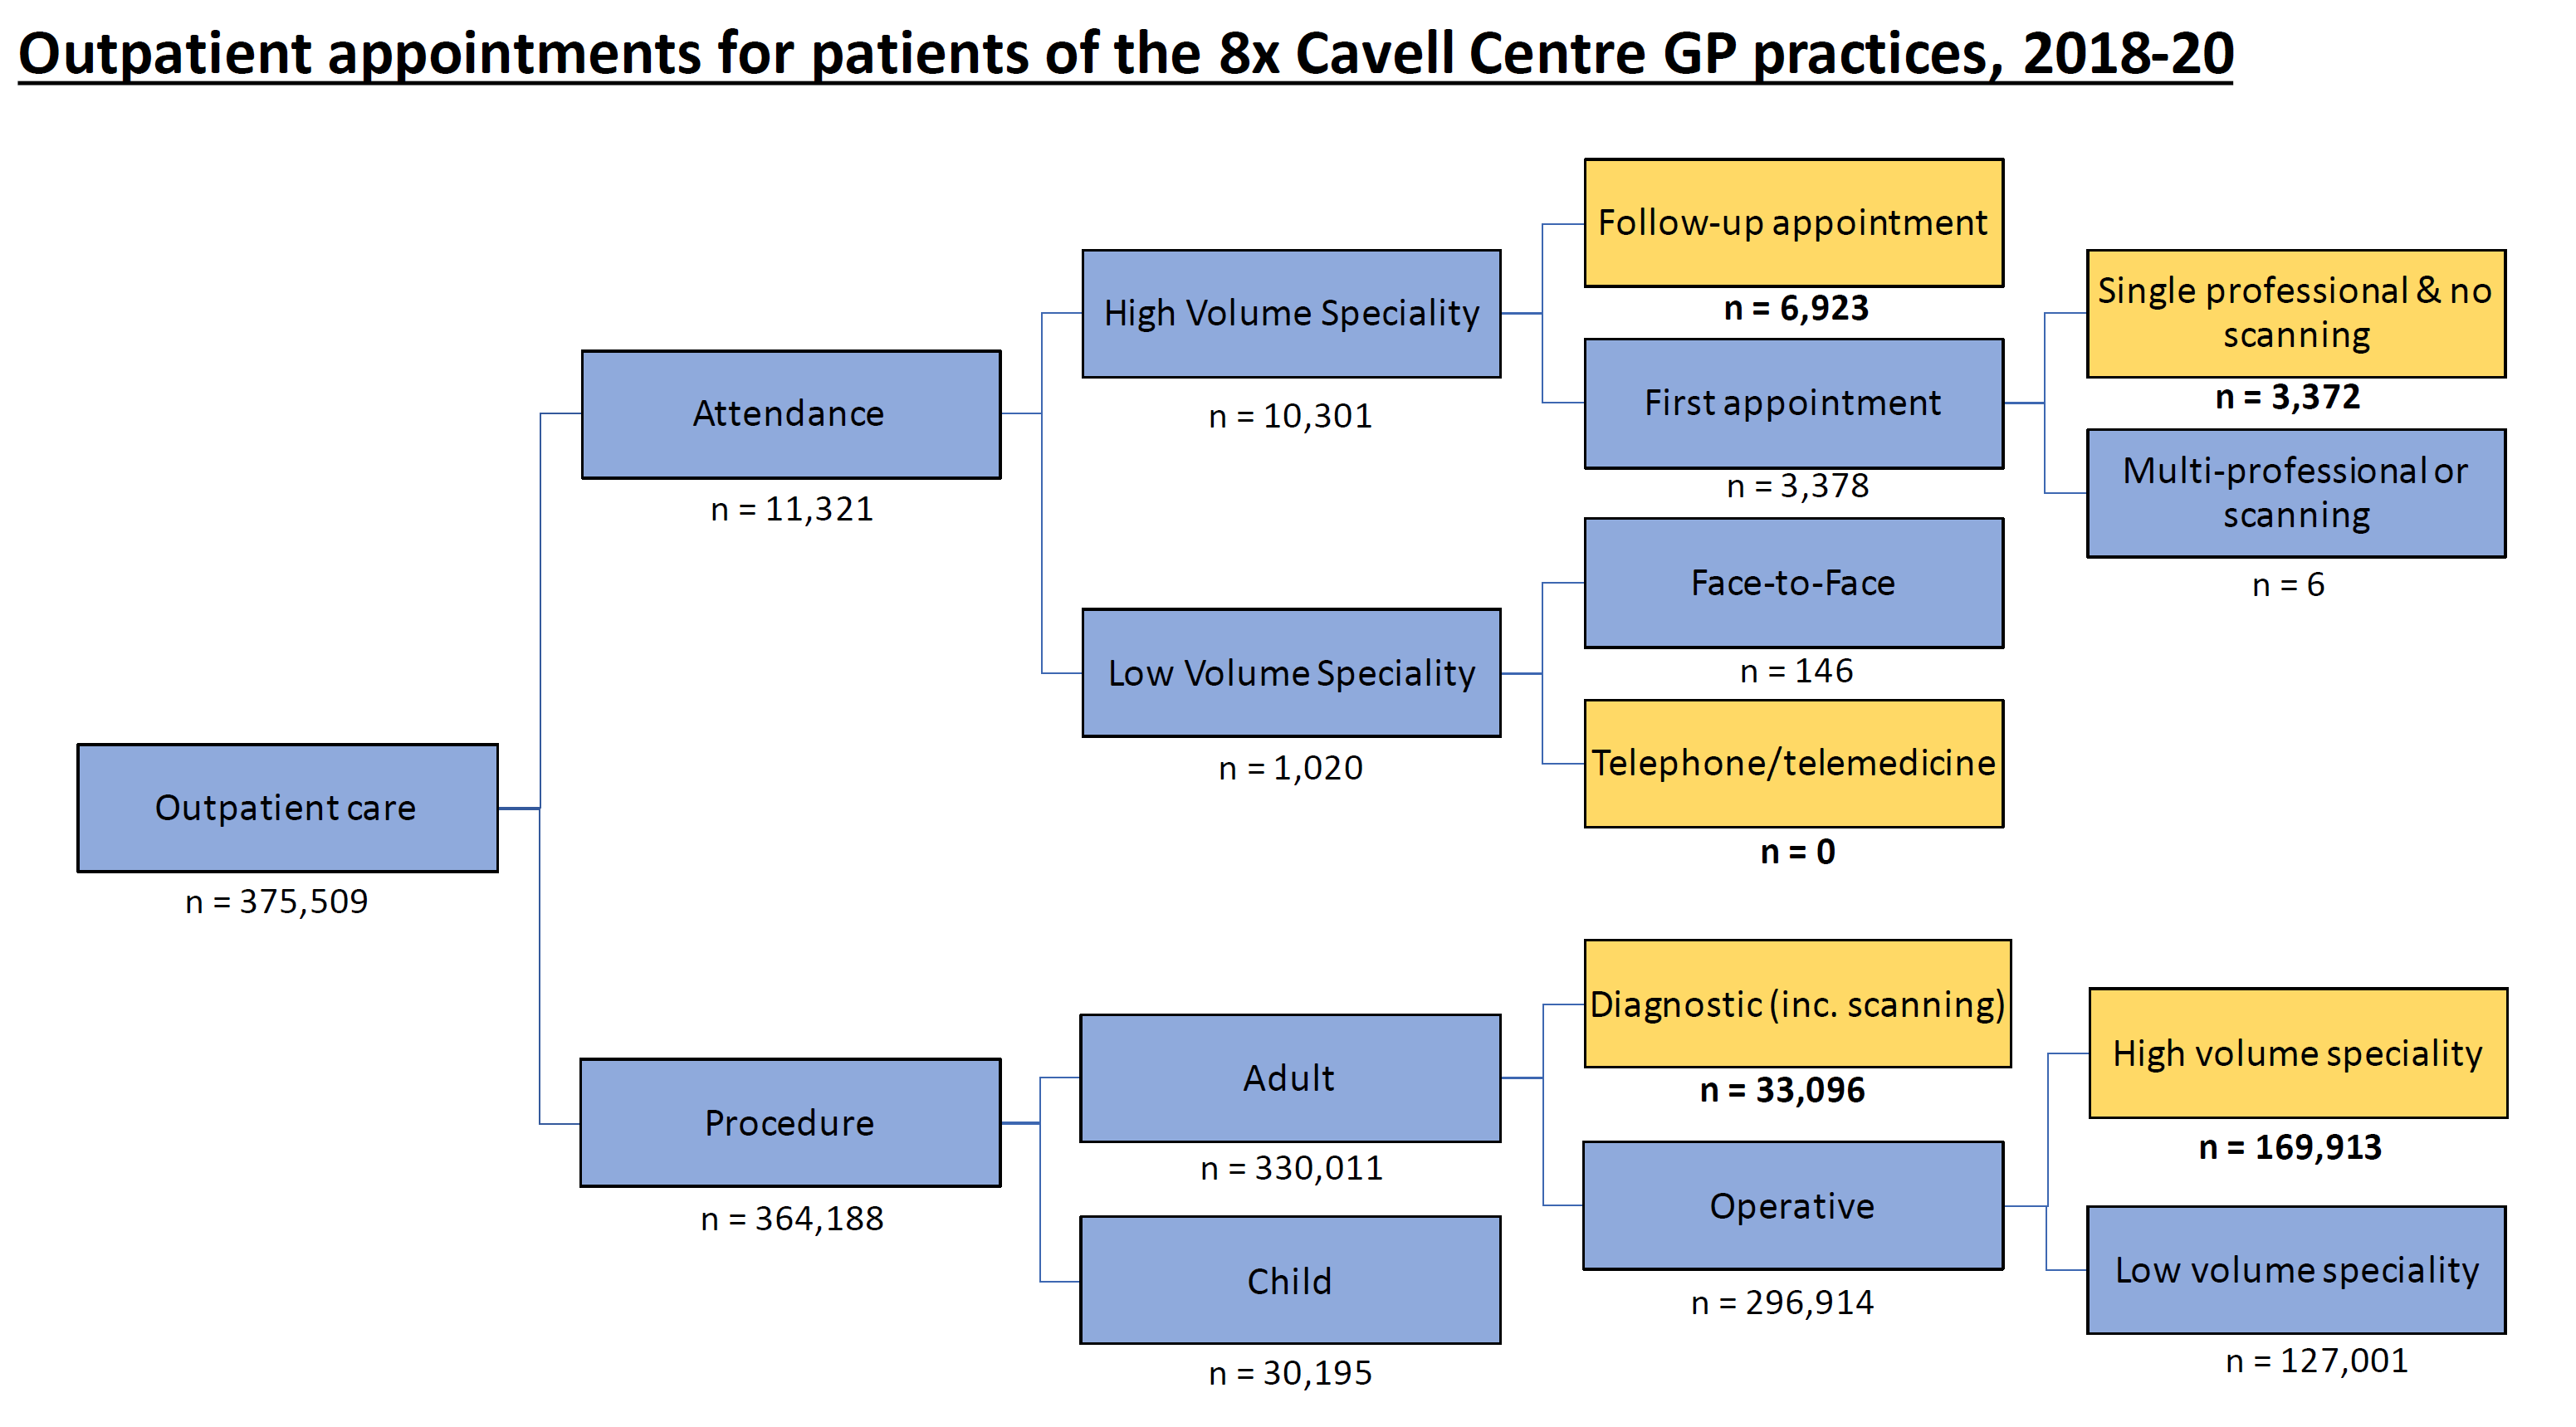 Outpatient appointments for patients of the 8x Cavell Centre GP practices, 2018-20
Outpatient care
n = 375,509
Attendance
n = 11,321
High Volume Speciality
n = 10,301
Follow-up appointment
n = 6,923
First appointment
n = 3,378
Single professional & no
scanning
n = 3,372
Multi-professional or
scanning
n = 6
Low Volume Speciality
n = 1,020
Face-to-Face
n = 146
Telephone/telemedicine
n = 0
Procedure
n = 364,188
Adult
n = 330,011
Diagnostic (inc. scanning)
n = 33,096
Operative
n = 296,914
High volume speciality
n = 169,913
Low volume speciality
n = 127,001
Child
n = 30,195